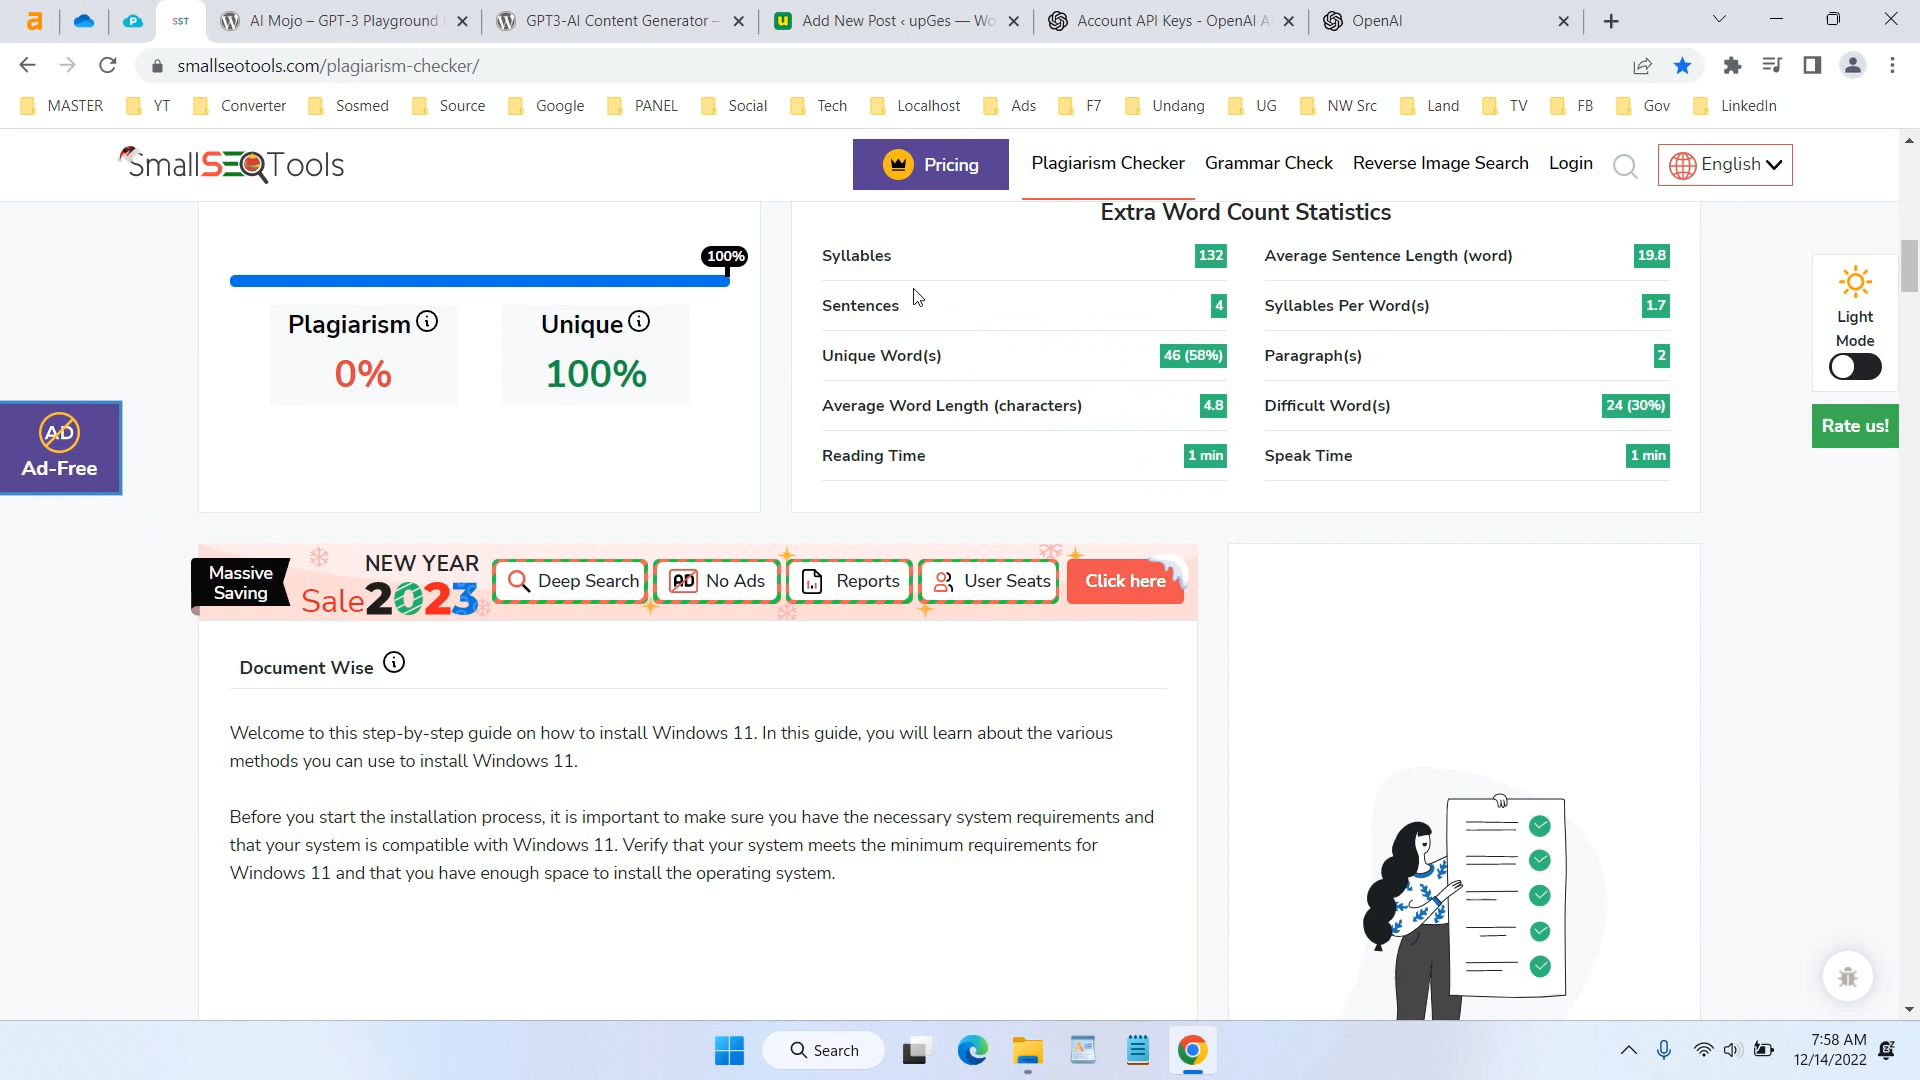 a
SST
AI Mojo – GPT-3 Playground
GPT3-AI Content Generator –
Add New Post ‹ upGes — Wo
Account API Keys - OpenAI A
OpenAI
smallseotools.com/plagiarism-checker/
MASTER
YT
Converter
Sosmed
Source
Google
PANEL
Social
Tech
Localhost
Ads
F7
Undang
UG
NW Src
Land
TV
FB
Gov
LinkedIn
SmallSEOTools
Pricing
Plagiarism Checker
Grammar Check
Reverse Image Search
Login
English
Extra Word Count Statistics
100%
Plagiarism
0%
Unique
100%
Syllables 132
Average Sentence Length (word) 19.8
Sentences 4
Syllables Per Word(s) 1.7
Unique Word(s) 46 (58%)
Paragraph(s) 2
Average Word Length (characters) 4.8
Difficult Word(s) 24 (30%)
Reading Time 1 min
Speak Time 1 min
Light
Mode
Rate us!
AD
Ad-Free
Massive
Saving
NEW YEAR
Sale 2023
Deep Search
AD No Ads
Reports
User Seats
Click here
Document Wise
Welcome to this step-by-step guide on how to install Windows 11. In this guide, you will learn about the various
methods you can use to install Windows 11.
Before you start the installation process, it is important to make sure you have the necessary system requirements and
that your system is compatible with Windows 11. Verify that your system meets the minimum requirements for
Windows 11 and that you have enough space to install the operating system.
Search
7:58 AM
12/14/2022